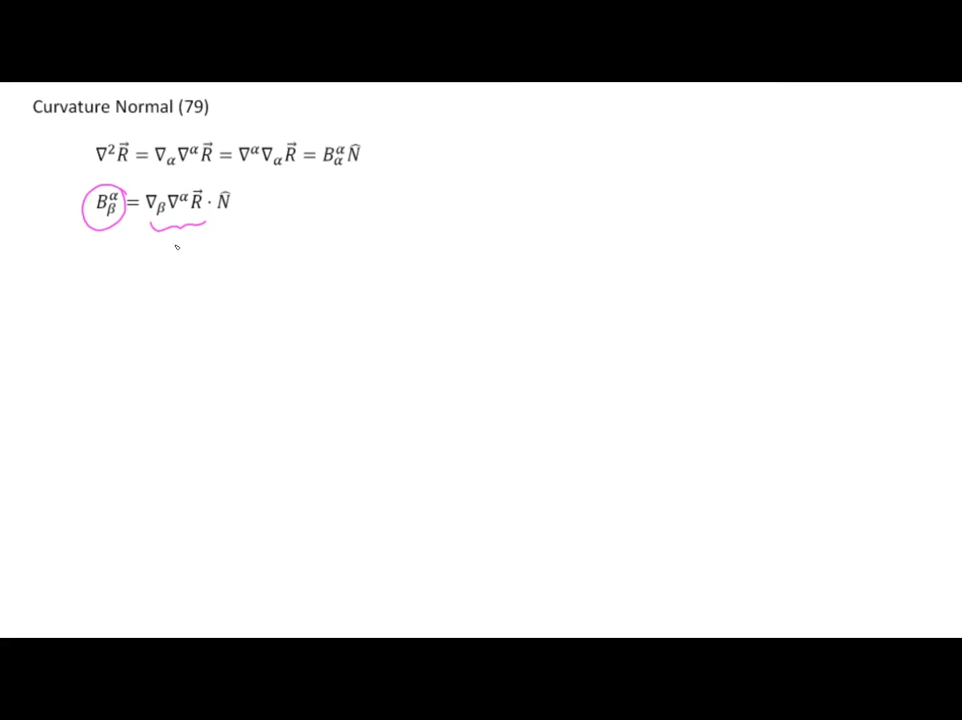 Curvature Normal (79)
∇²R⃗ = ∇_α∇^αR⃗ = ∇^α∇_αR⃗ = B^α_α N̂
B^α_β = ∇_β∇^αR⃗ · N̂